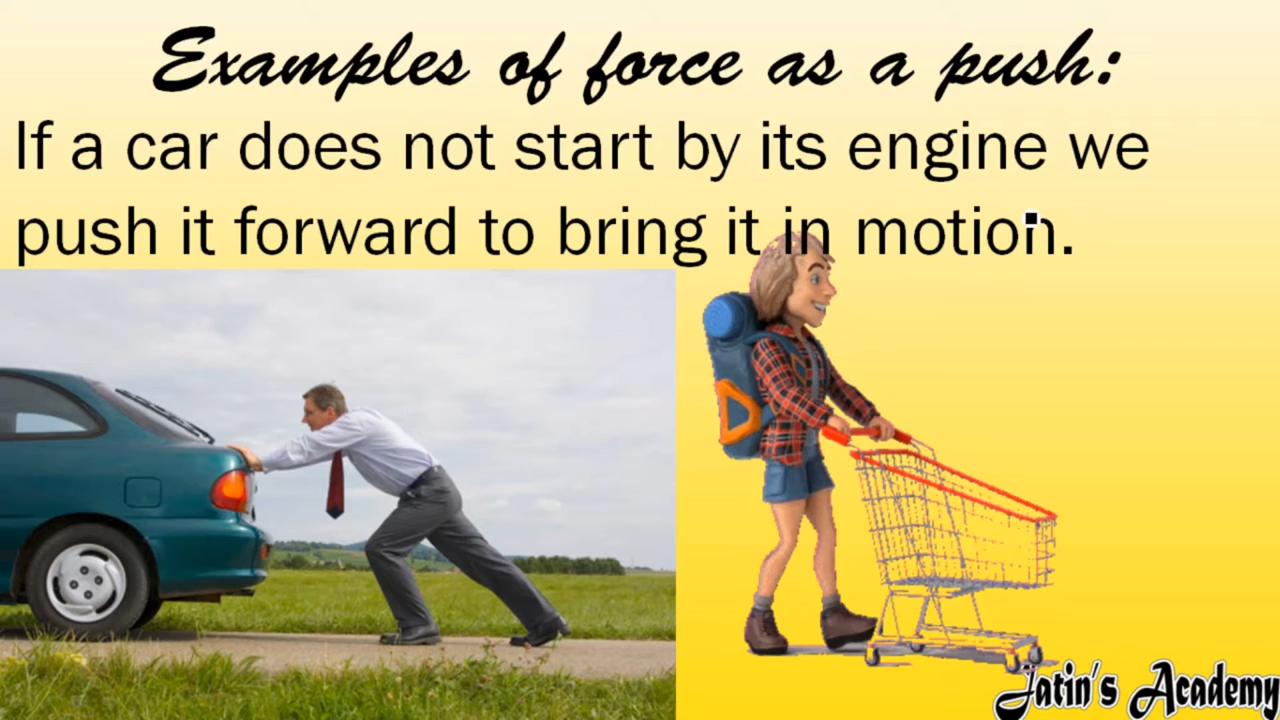 Examples of force as a push:
If a car does not start by its engine we
push it forward to bring it in motion.
Jatin's Academy